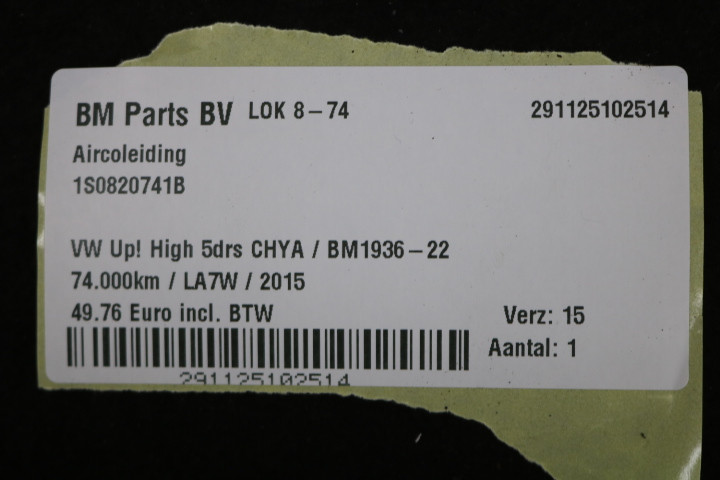 BM Parts BV LOK 8-74 291125102514
Aircoleiding
1S0820741B
VW Up! High 5drs CHYA / BM1936-22
74.000km / LA7W / 2015
49.76 Euro incl. BTW Verz: 15
Aantal: 1
291125102514